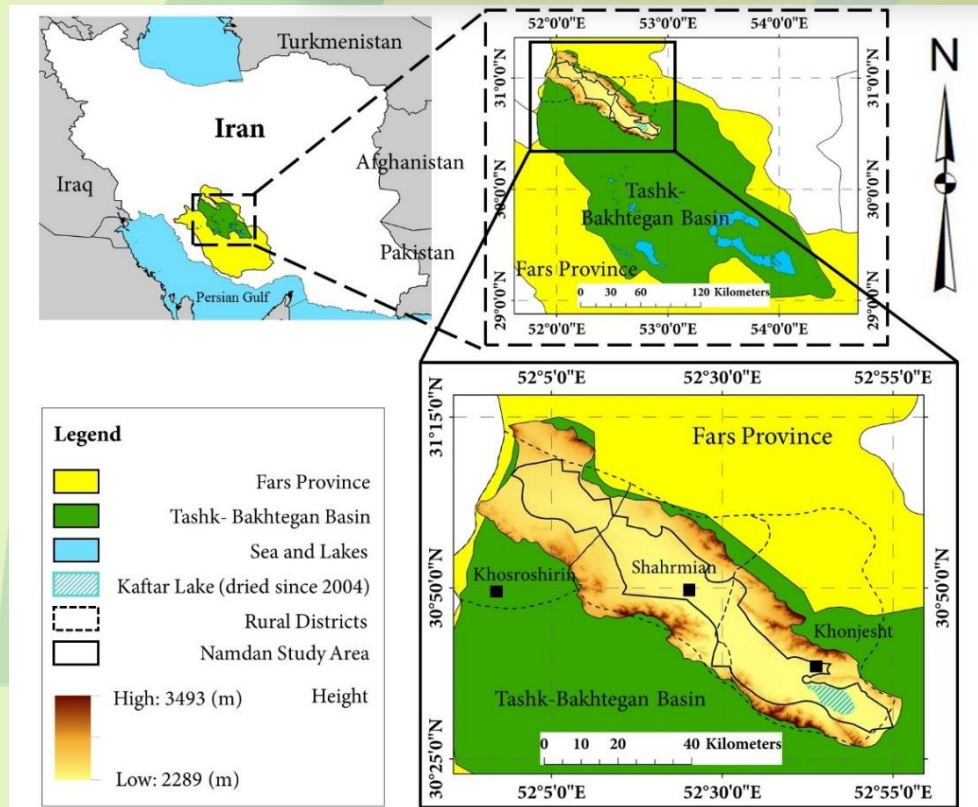 Turkmenistan
Iran
Iraq
Afghanistan
Pakistan
Persian Gulf
52°0'0"E 53°0'0"E 54°0'0"E
31°0'0"N
30°0'0"N
29°0'0"N
31°0'0"N
30°0'0"N
29°0'0"N
Tashk-
Bakhtegan Basin
Fars Province
0 30 60 120 Kilometers
52°0'0"E 53°0'0"E 54°0'0"E
N
52°5'0"E 52°30'0"E 52°55'0"E
31°15'0"N
30°50'0"N
30°25'0"N
30°50'0"N
30°25'0"N
Fars Province
Khosroshirin
Shahrmian
Khonjesht
Tashk-Bakhtegan Basin
0 10 20 40 Kilometers
52°5'0"E 52°30'0"E 52°55'0"E
Legend
Fars Province
Tashk- Bakhtegan Basin
Sea and Lakes
Kaftar Lake (dried since 2004)
Rural Districts
Namdan Study Area
High: 3493 (m) Height
Low: 2289 (m)